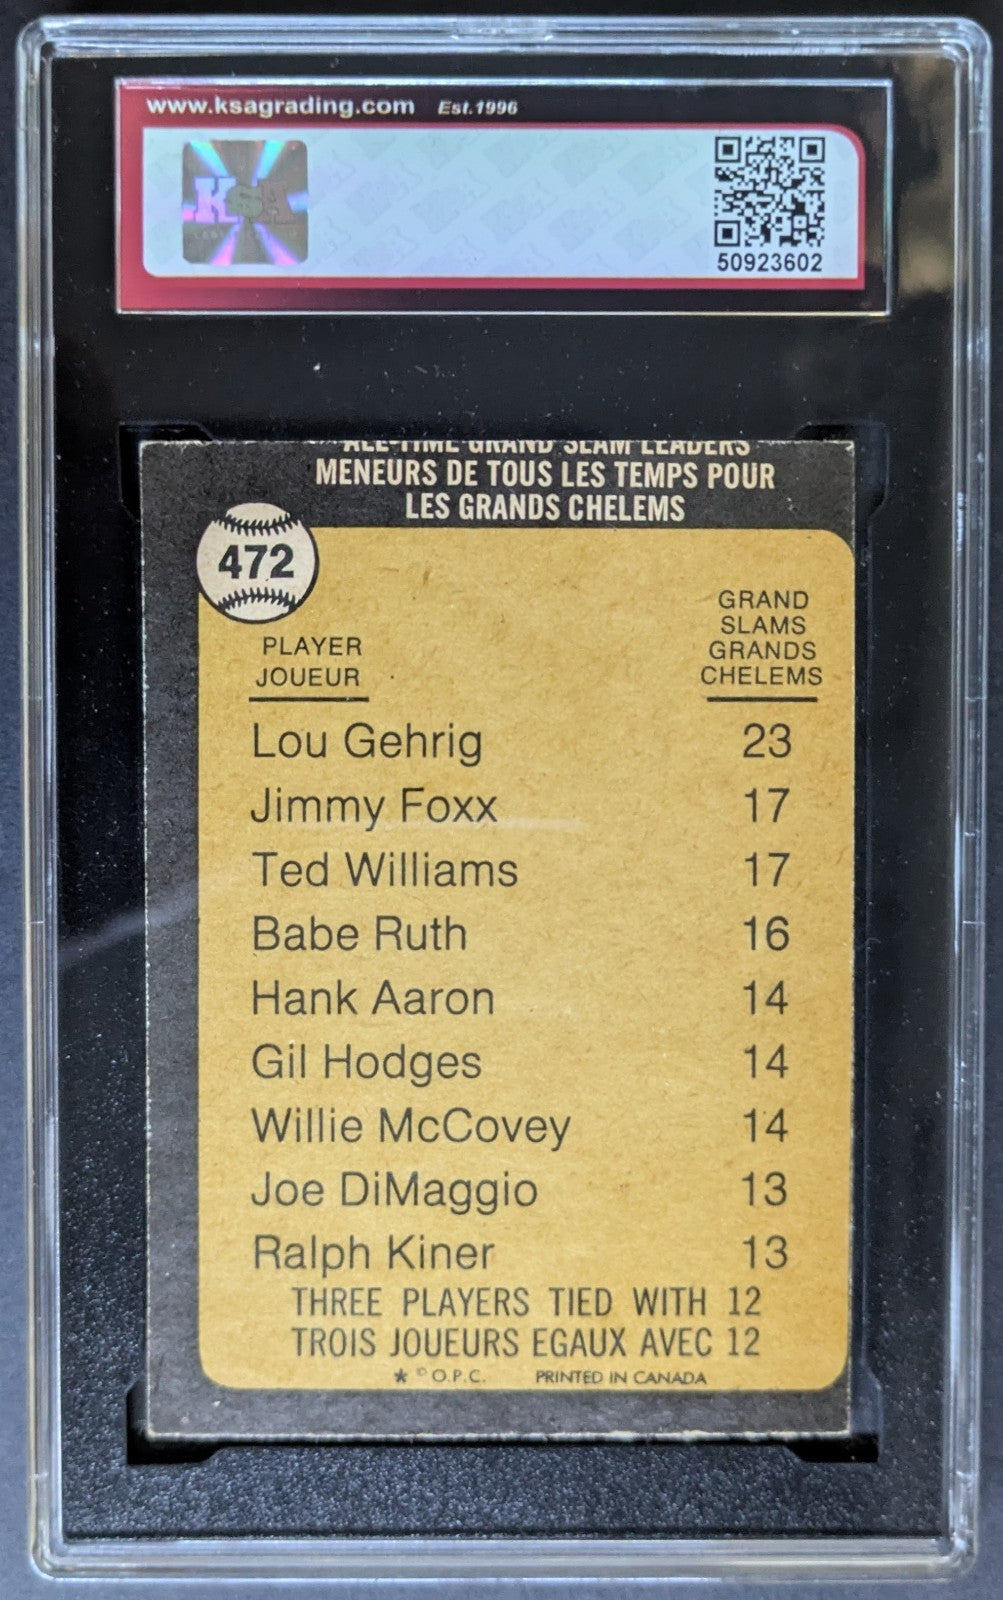 www.ksagrading.com Est.1996
KSA
50923602
ALL-TIME GRAND SLAM LEADERS
MENEURS DE TOUS LES TEMPS POUR
LES GRANDS CHELEMS
472
PLAYER
JOUEUR
GRAND
SLAMS
GRANDS
CHELEMS
Lou Gehrig 23
Jimmy Foxx 17
Ted Williams 17
Babe Ruth 16
Hank Aaron 14
Gil Hodges 14
Willie McCovey 14
Joe DiMaggio 13
Ralph Kiner 13
THREE PLAYERS TIED WITH 12
TROIS JOUEURS EGAUX AVEC 12
* © O.P.C. PRINTED IN CANADA